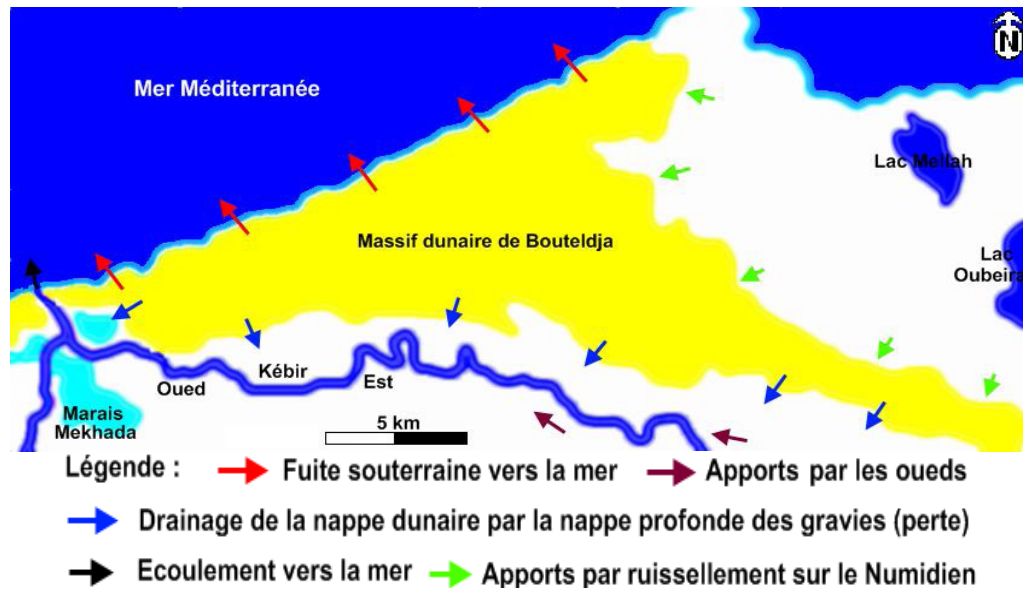 N
Mer Méditerranée
Lac Mellah
Massif dunaire de Bouteldja
Lac
Oubeira
Oued
Kébir
Est
Marais
Mekhada
5 km
Légende :
Fuite souterraine vers la mer
Apports par les oueds
Drainage de la nappe dunaire par la nappe profonde des gravies (perte)
Ecoulement vers la mer
Apports par ruissellement sur le Numidien